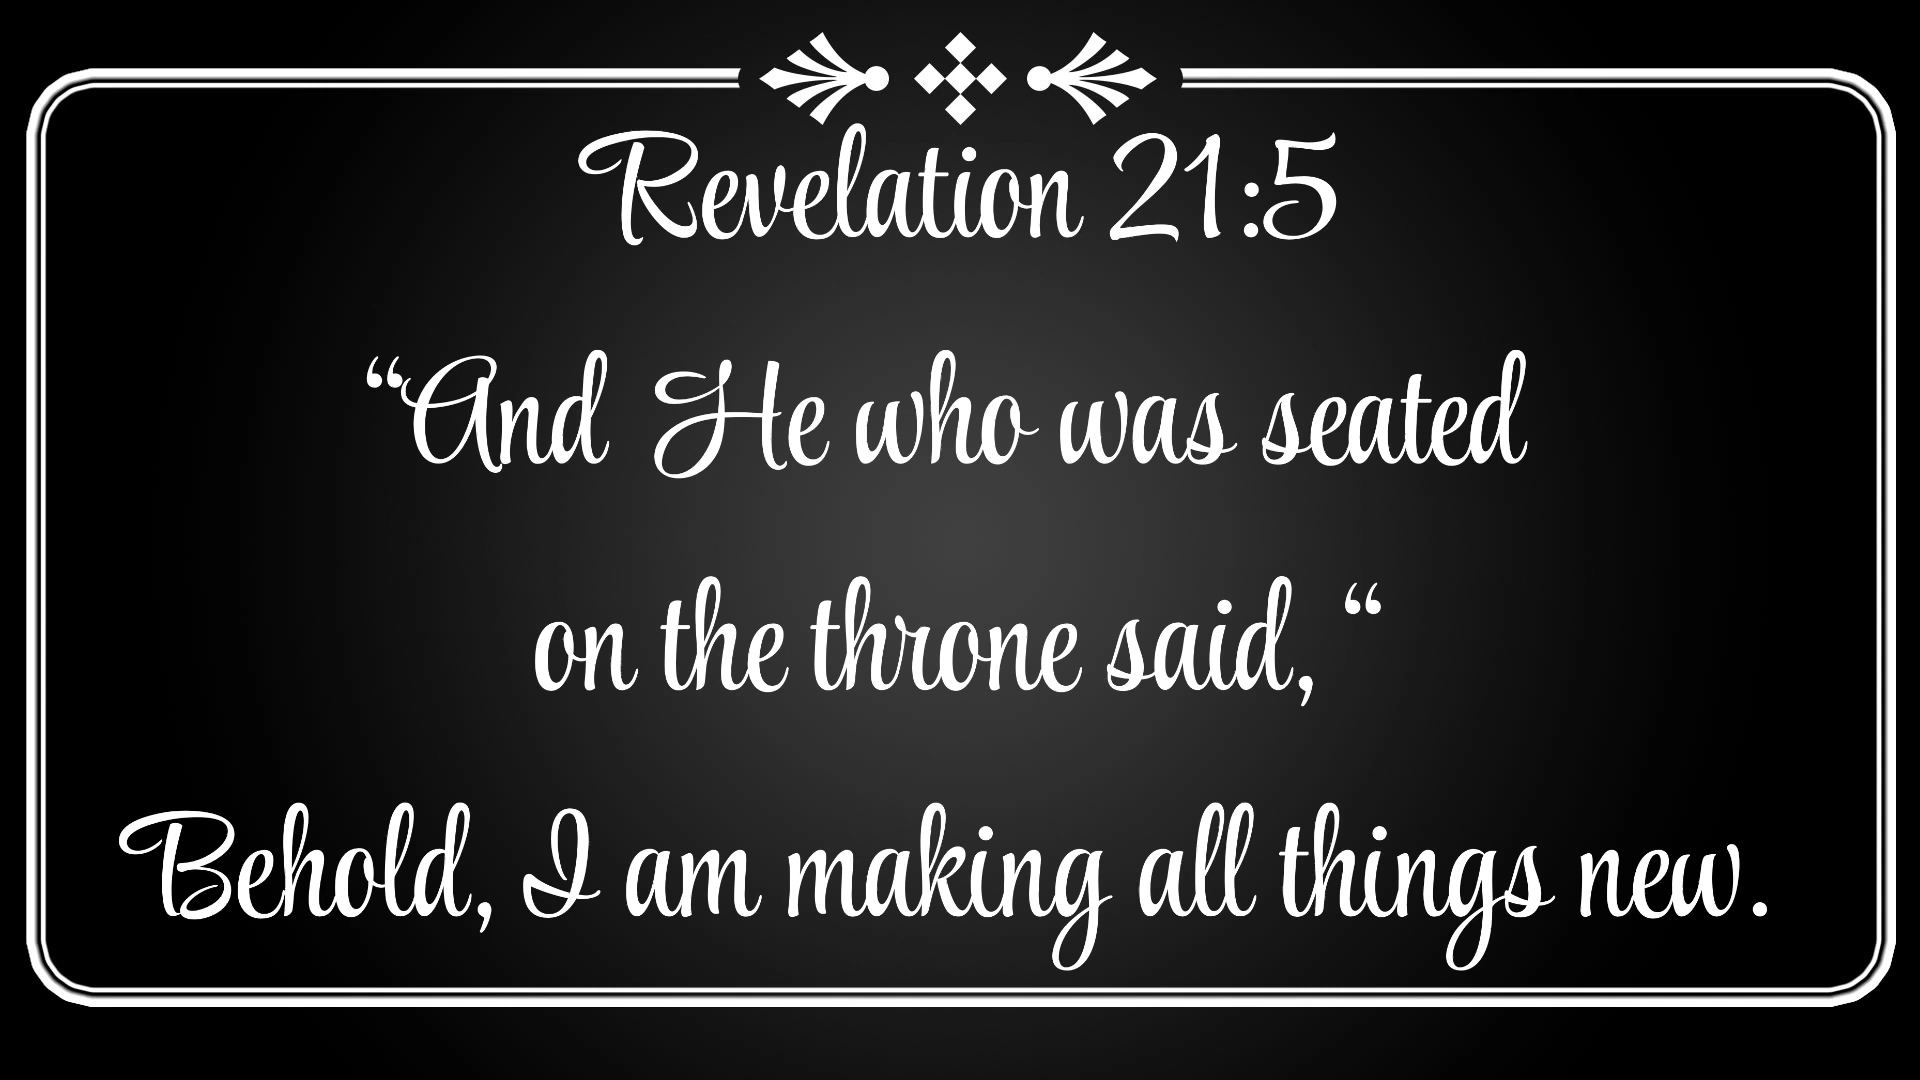 Revelation 21:5
“And He who was seated
on the throne said, “
Behold, I am making all things new.